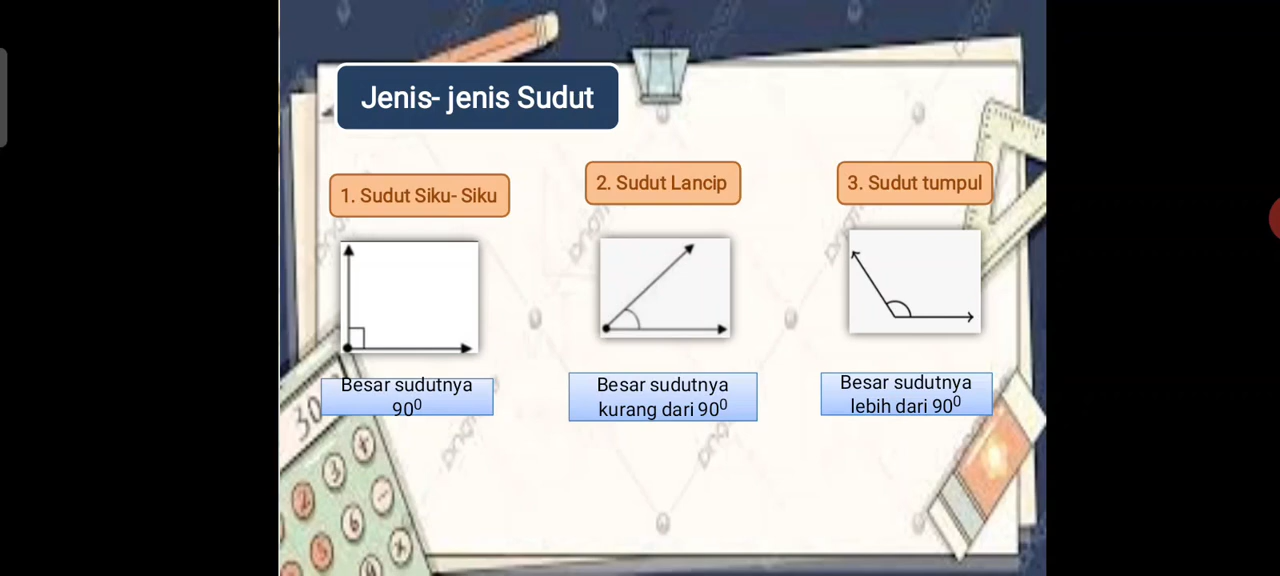 Jenis- jenis Sudut
1. Sudut Siku- Siku
2. Sudut Lancip
3. Sudut tumpul
Besar sudutnya
90⁰
Besar sudutnya
kurang dari 90⁰
Besar sudutnya
lebih dari 90⁰